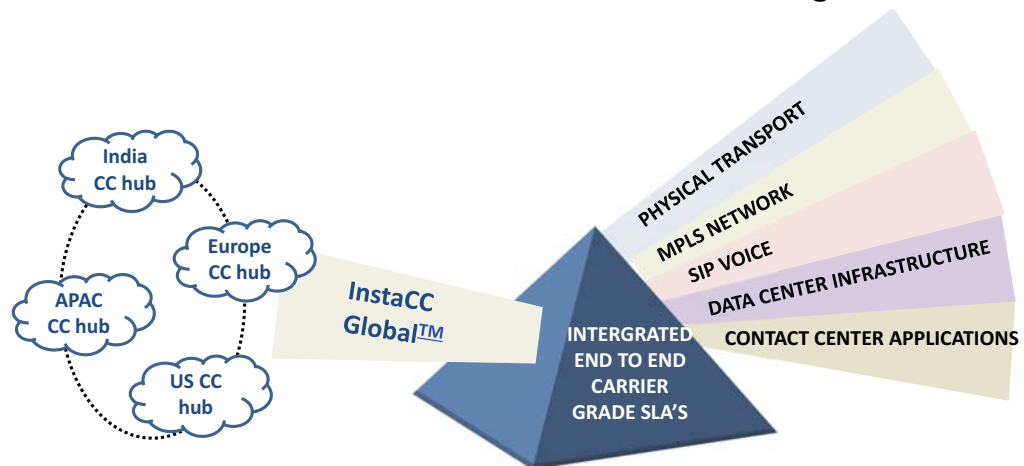 India
CC hub
Europe
CC hub
APAC
CC hub
US CC
hub
InstaCC
Global™
INTERGRATED
END TO END
CARRIER
GRADE SLA’S
PHYSICAL TRANSPORT
MPLS NETWORK
SIP VOICE
DATA CENTER INFRASTRUCTURE
CONTACT CENTER APPLICATIONS